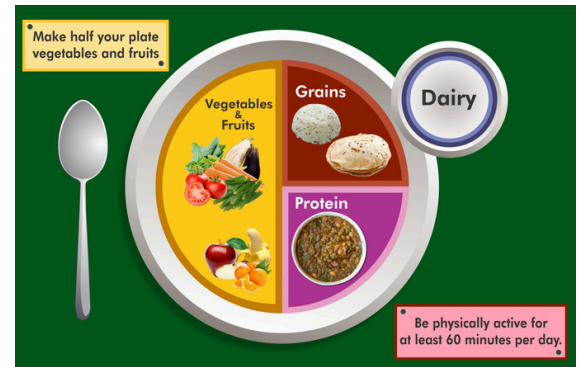 Make half your plate
vegetables and fruits
Vegetables
&
Fruits
Grains
Dairy
Protein
Be physically active for
at least 60 minutes per day.